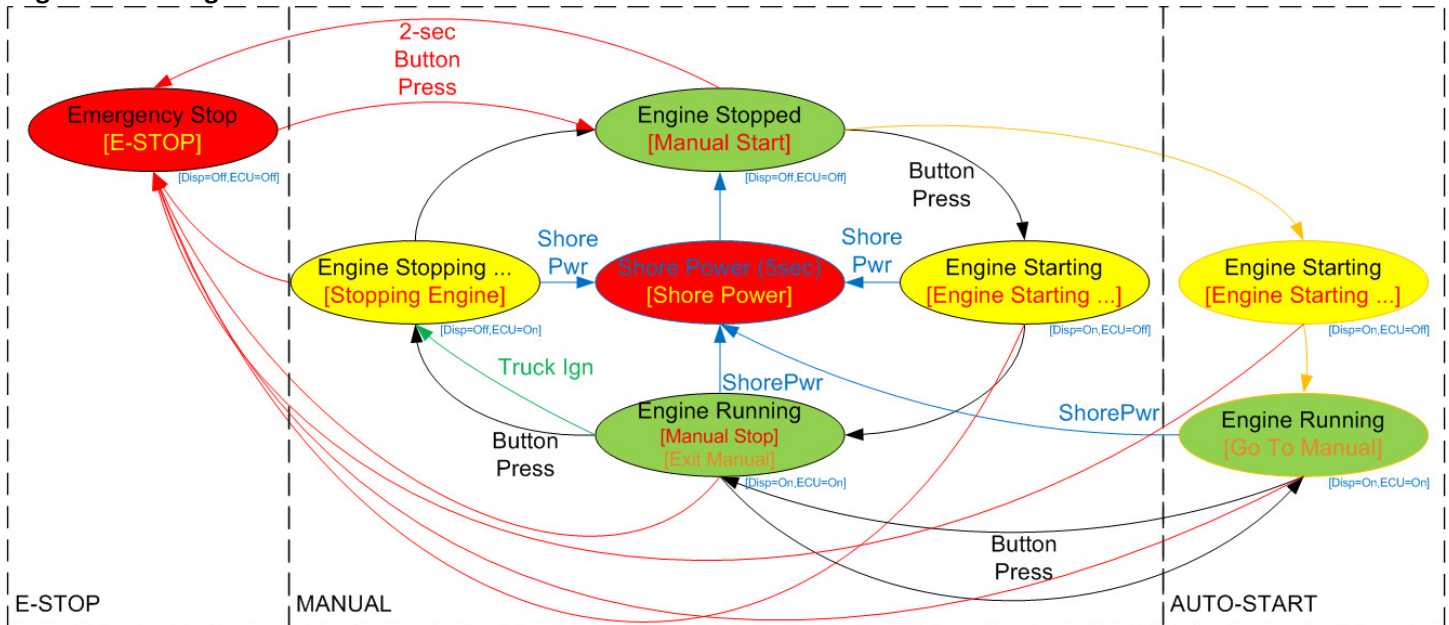 2-sec
Button
Press
Emergency Stop
[E-STOP]
[Disp=Off,ECU=Off]
Engine Stopped
[Manual Start]
[Disp=Off,ECU=Off]
Button
Press
Engine Stopping ...
[Stopping Engine]
[Disp=Off,ECU=On]
Shore
Pwr
Shore Power (5sec)
[Shore Power]
Shore
Pwr
Engine Starting
[Engine Starting ...]
[Disp=On,ECU=Off]
Engine Starting
[Engine Starting ...]
[Disp=On,ECU=Off]
Truck Ign
ShorePwr
ShorePwr
Button
Press
Engine Running
[Manual Stop]
[Exit Manual]
[Disp=On,ECU=On]
Engine Running
[Go To Manual]
[Disp=On,ECU=On]
Button
Press
E-STOP
MANUAL
AUTO-START